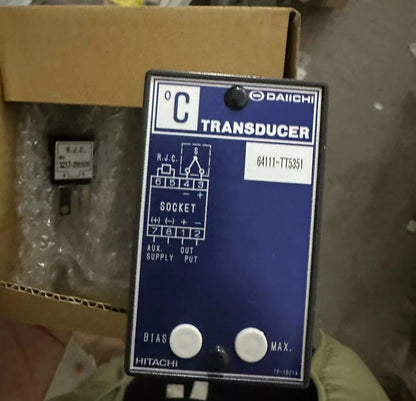 DAIICHI
°C
TRANSDUCER
64111-TT5351
R.J.C.
S
6 5 4 3
− +
SOCKET
(+) (−) + −
7 8 1 2
AUX. SUPPLY
OUT PUT
BIAS
MAX.
HITACHI
R.J.C.
NO